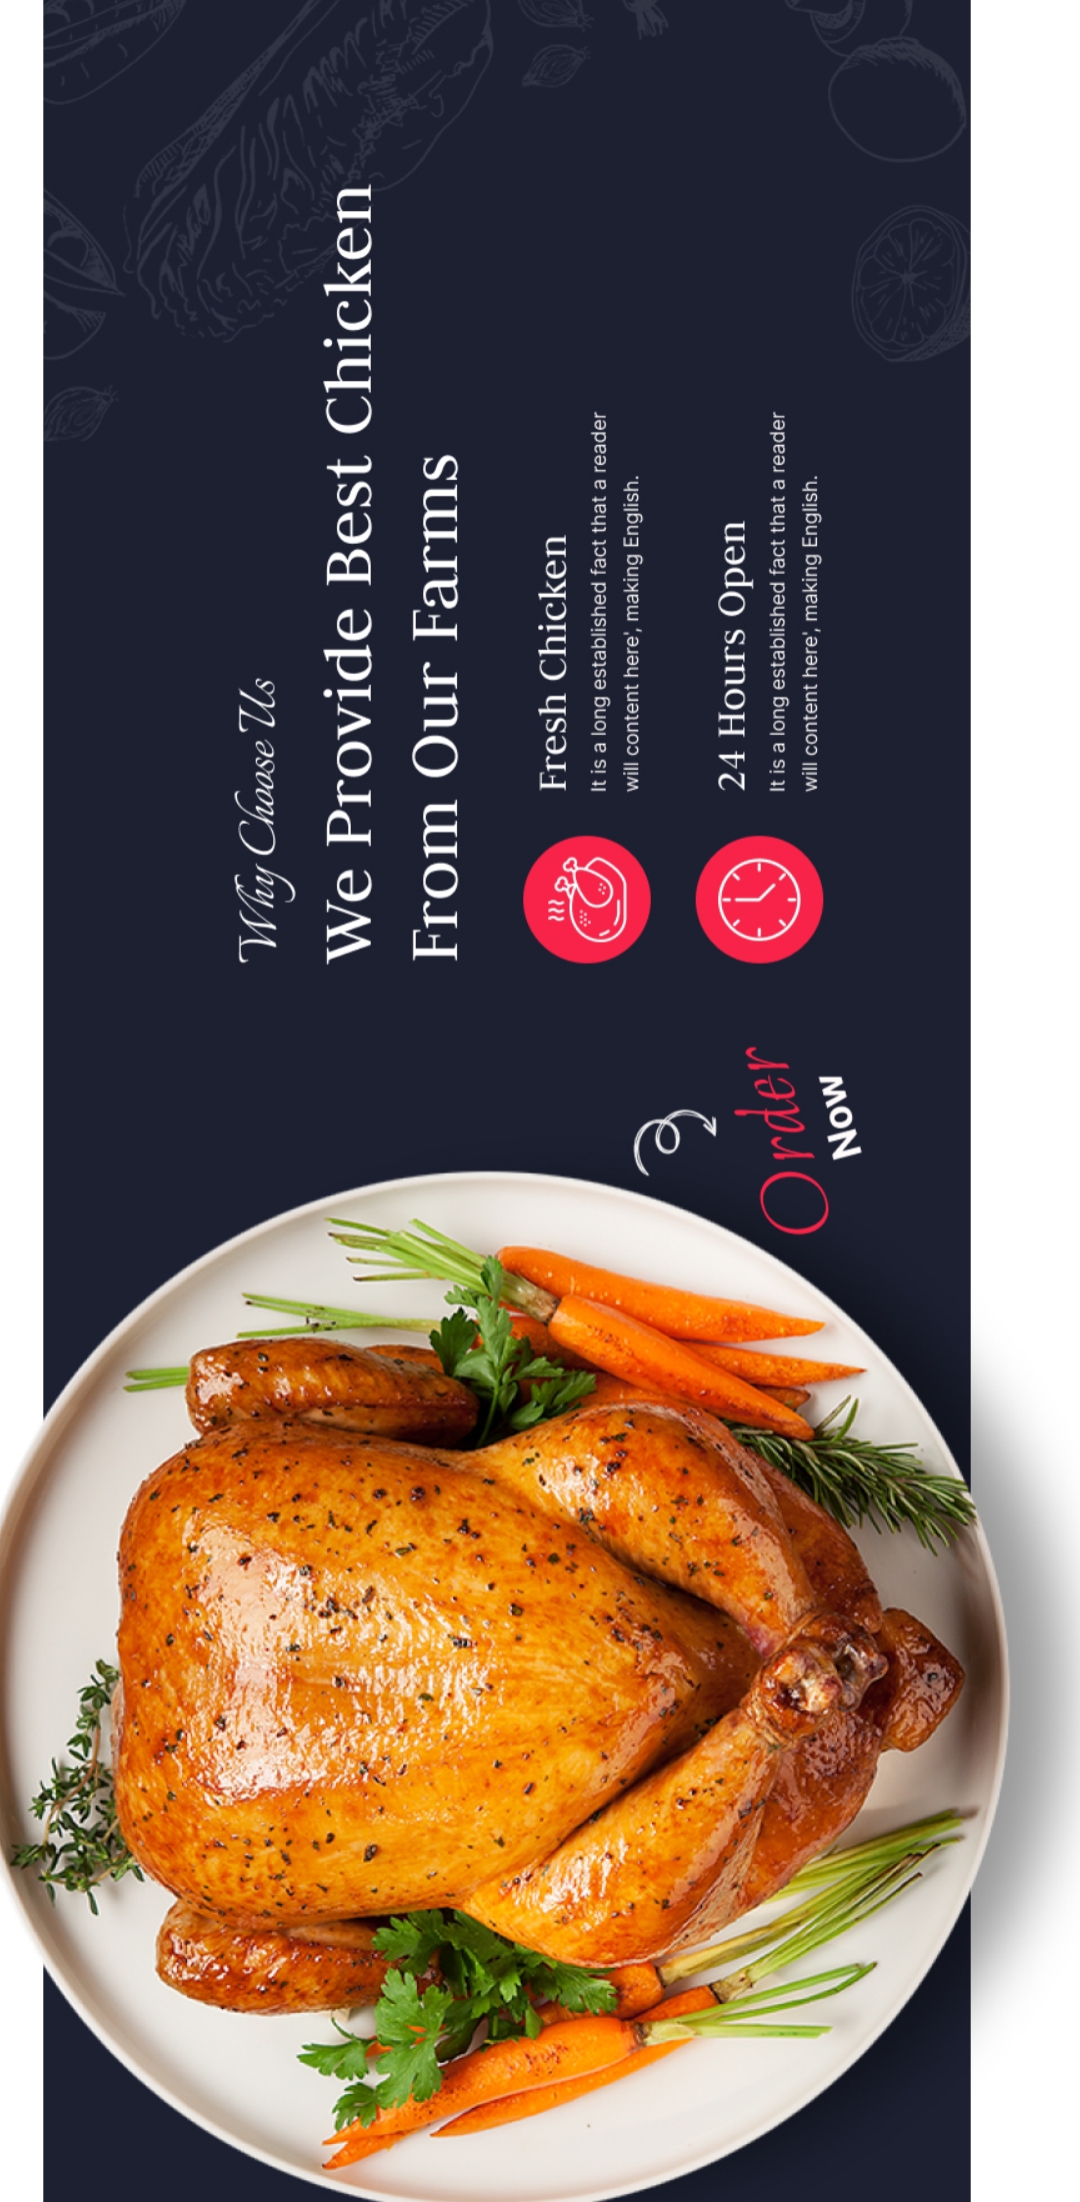 Why Choose Us
We Provide Best Chicken
From Our Farms
Fresh Chicken
It is a long established fact that a reader
will content here', making English.
24 Hours Open
It is a long established fact that a reader
will content here', making English.
Order
Now